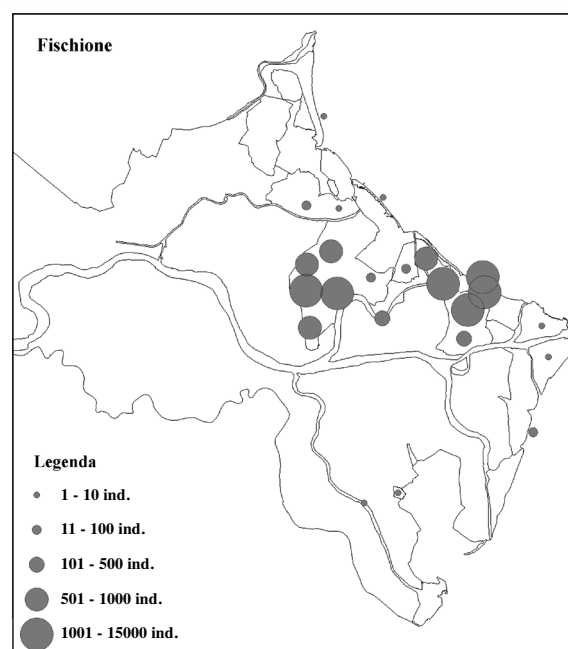 Fischione
Legenda
1 - 10 ind.
11 - 100 ind.
101 - 500 ind.
501 - 1000 ind.
1001 - 15000 ind.